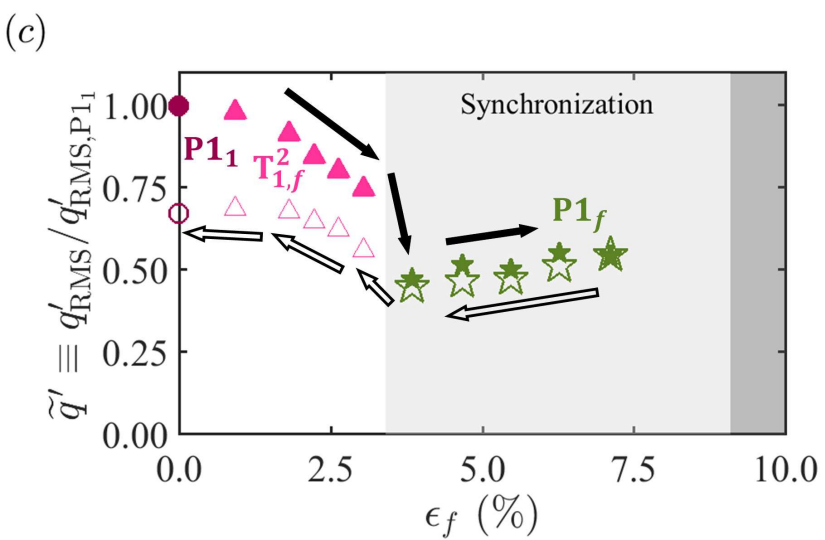 (c)
Synchronization
P1₁
T²₁,f
P1f
1.00
0.75
0.50
0.25
0.00
0.0 2.5 5.0 7.5 10.0
ϵf (%)
q̃′ ≡ q′RMS/q′RMS,P1₁